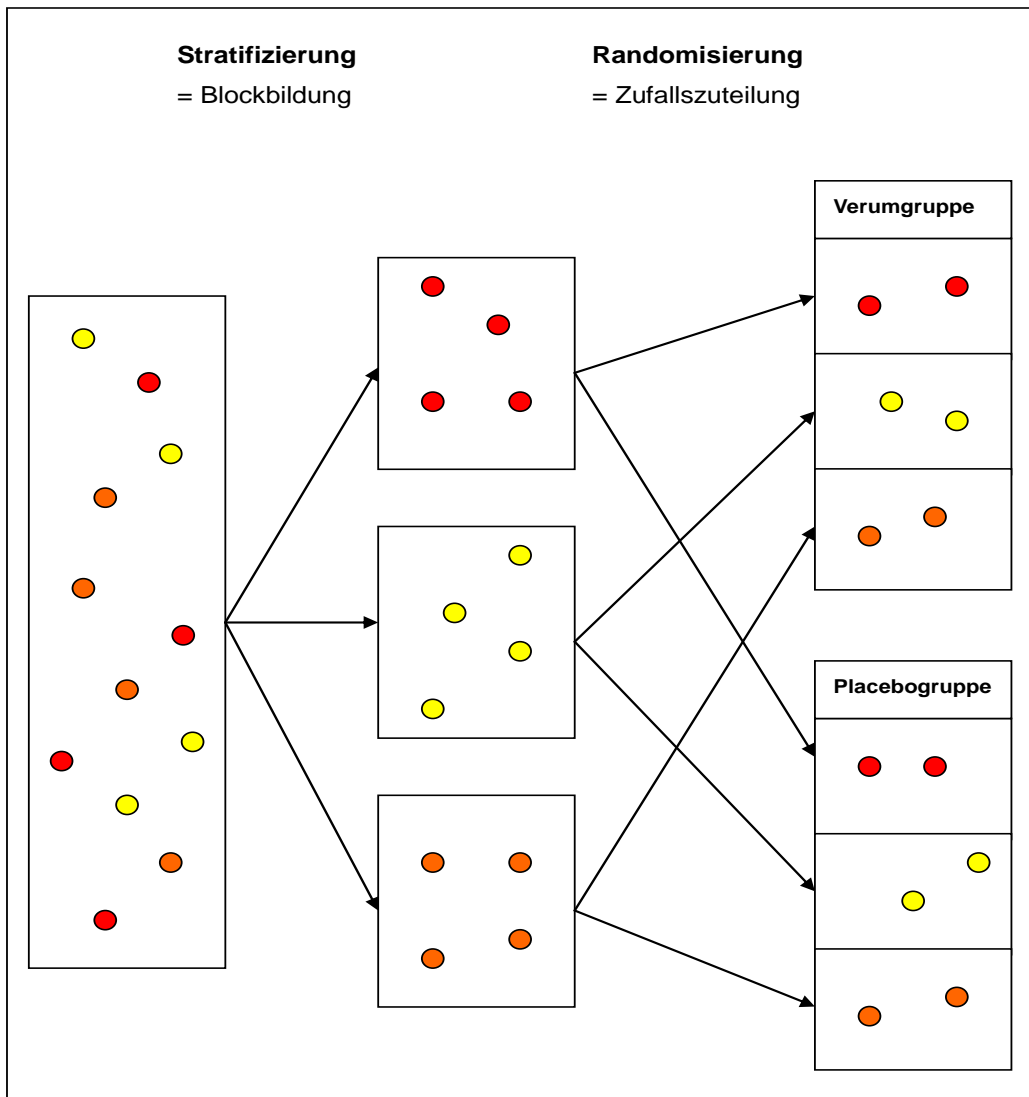 Stratifizierung
= Blockbildung
Randomisierung
= Zufallszuteilung
Verumgruppe
Placebogruppe